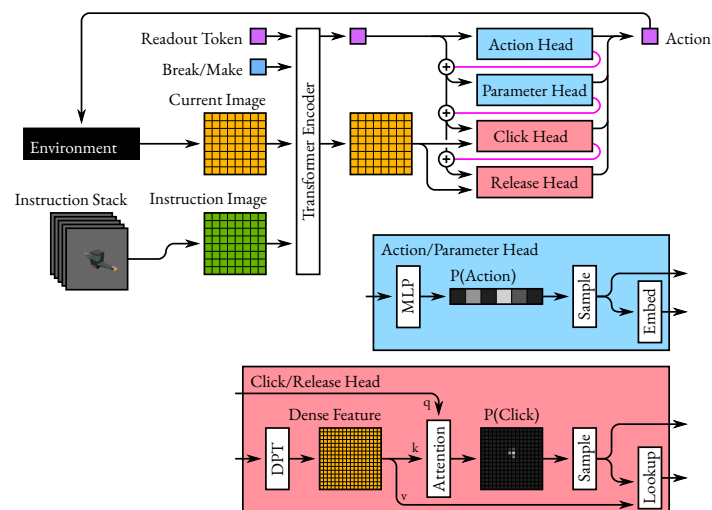 Readout Token
Action
Break/Make
Current Image
Environment
Instruction Stack
Instruction Image
Transformer Encoder
Action Head
+
Parameter Head
+
Click Head
+
Release Head
Action/Parameter Head
MLP
P(Action)
Sample
Embed
Click/Release Head
q
Dense Feature
P(Click)
DPT
k
v
Attention
Sample
Lookup